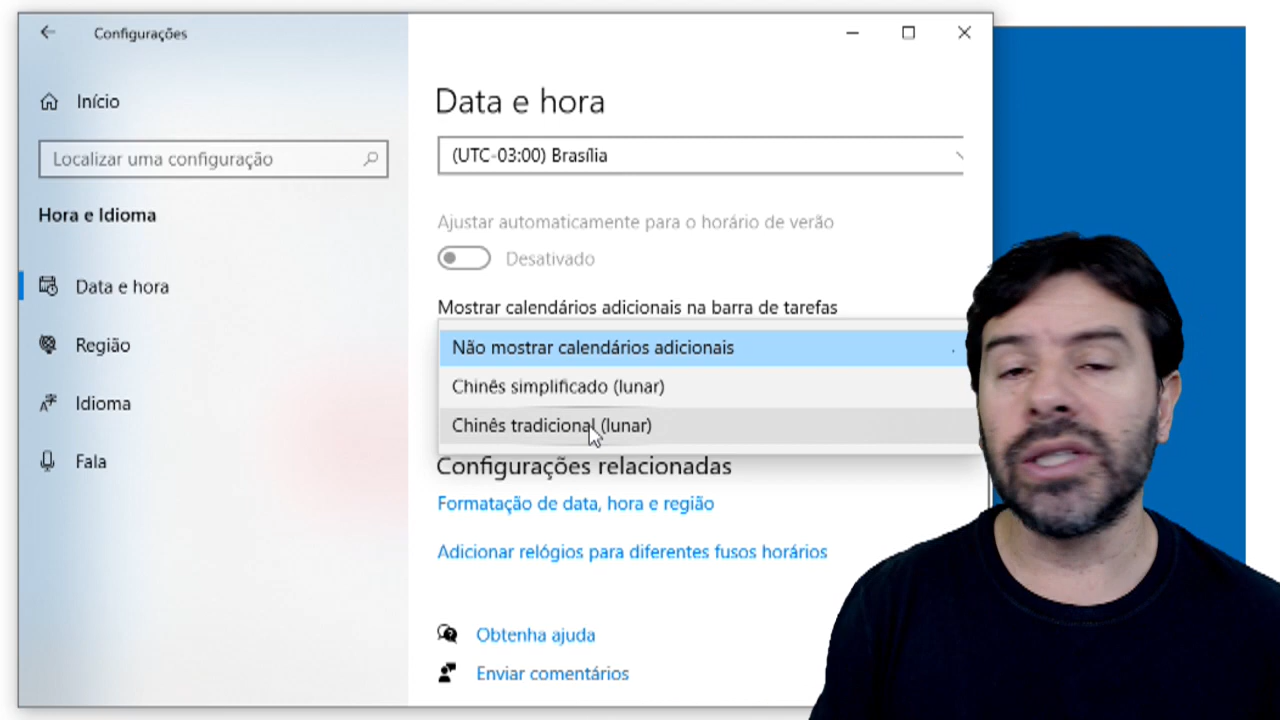 Configurações
Início
Localizar uma configuração
Hora e Idioma
Data e hora
Região
Idioma
Fala
Data e hora
(UTC-03:00) Brasília
Ajustar automaticamente para o horário de verão
Desativado
Mostrar calendários adicionais na barra de tarefas
Não mostrar calendários adicionais
Chinês simplificado (lunar)
Chinês tradicional (lunar)
Configurações relacionadas
Formatação de data, hora e região
Adicionar relógios para diferentes fusos horários
Obtenha ajuda
Enviar comentários